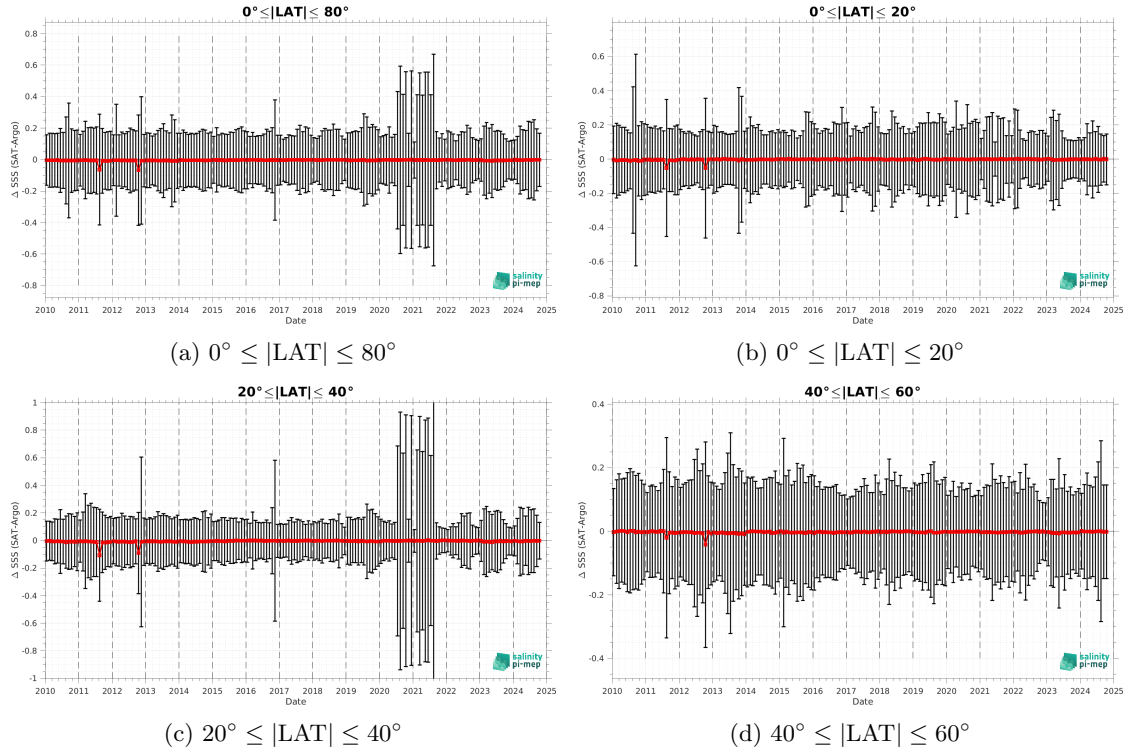 0°≤|LAT|≤ 80°
0.8
0.6
0.4
0.2
0
-0.2
-0.4
-0.6
-0.8
Δ SSS (SAT-Argo)
salinity
pi-mep
2010 2011 2012 2013 2014 2015 2016 2017 2018 2019 2020 2021 2022 2023 2024 2025
Date
(a) 0° ≤ |LAT| ≤ 80°
0°≤|LAT|≤ 20°
0.6
0.4
0.2
0
-0.2
-0.4
-0.6
-0.8
Δ SSS (SAT-Argo)
salinity
pi-mep
2010 2011 2012 2013 2014 2015 2016 2017 2018 2019 2020 2021 2022 2023 2024 2025
Date
(b) 0° ≤ |LAT| ≤ 20°
20°≤|LAT|≤ 40°
1
0.8
0.6
0.4
0.2
0
-0.2
-0.4
-0.6
-0.8
-1
Δ SSS (SAT-Argo)
salinity
pi-mep
2010 2011 2012 2013 2014 2015 2016 2017 2018 2019 2020 2021 2022 2023 2024 2025
Date
(c) 20° ≤ |LAT| ≤ 40°
40°≤|LAT|≤ 60°
0.4
0.2
0
-0.2
-0.4
Δ SSS (SAT-Argo)
salinity
pi-mep
2010 2011 2012 2013 2014 2015 2016 2017 2018 2019 2020 2021 2022 2023 2024 2025
Date
(d) 40° ≤ |LAT| ≤ 60°